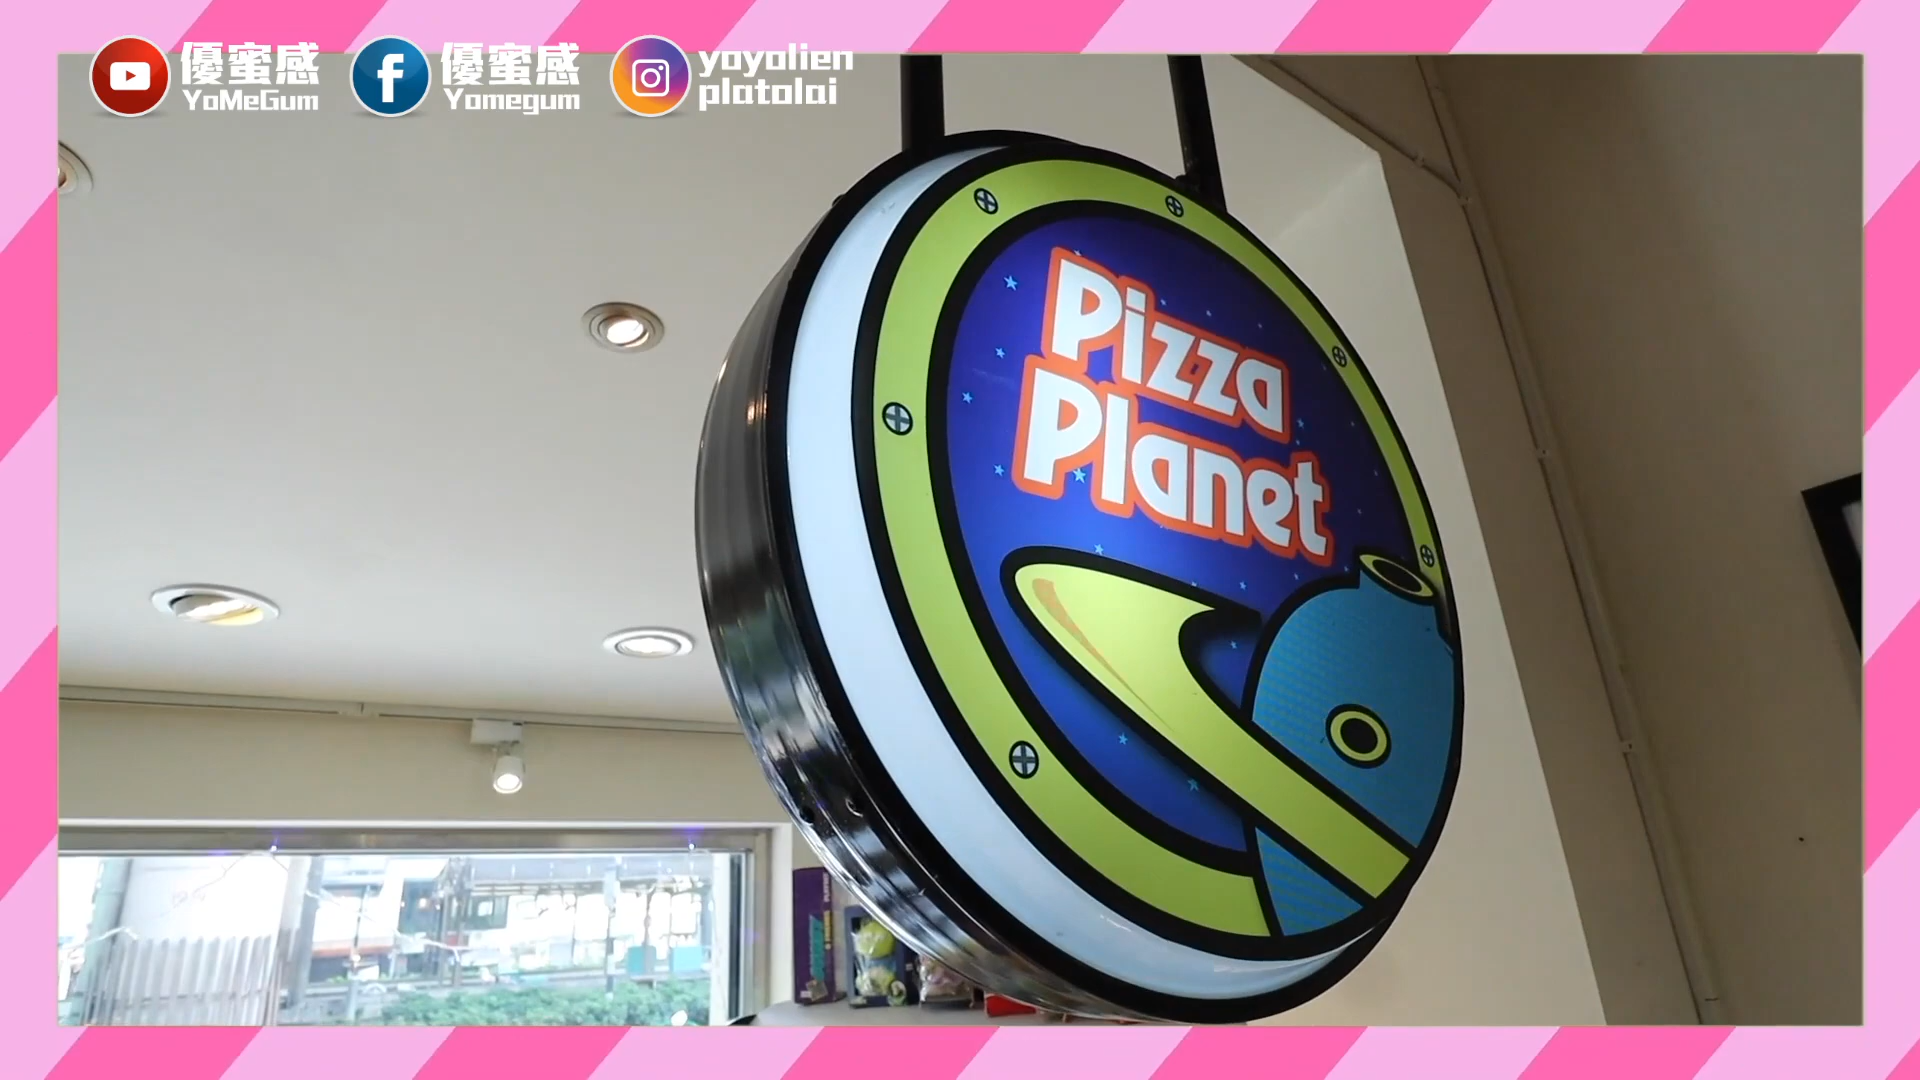 優蜜感
YoMeGum
優蜜感
Yomegum
yoyolien
platolai
Pizza
Planet